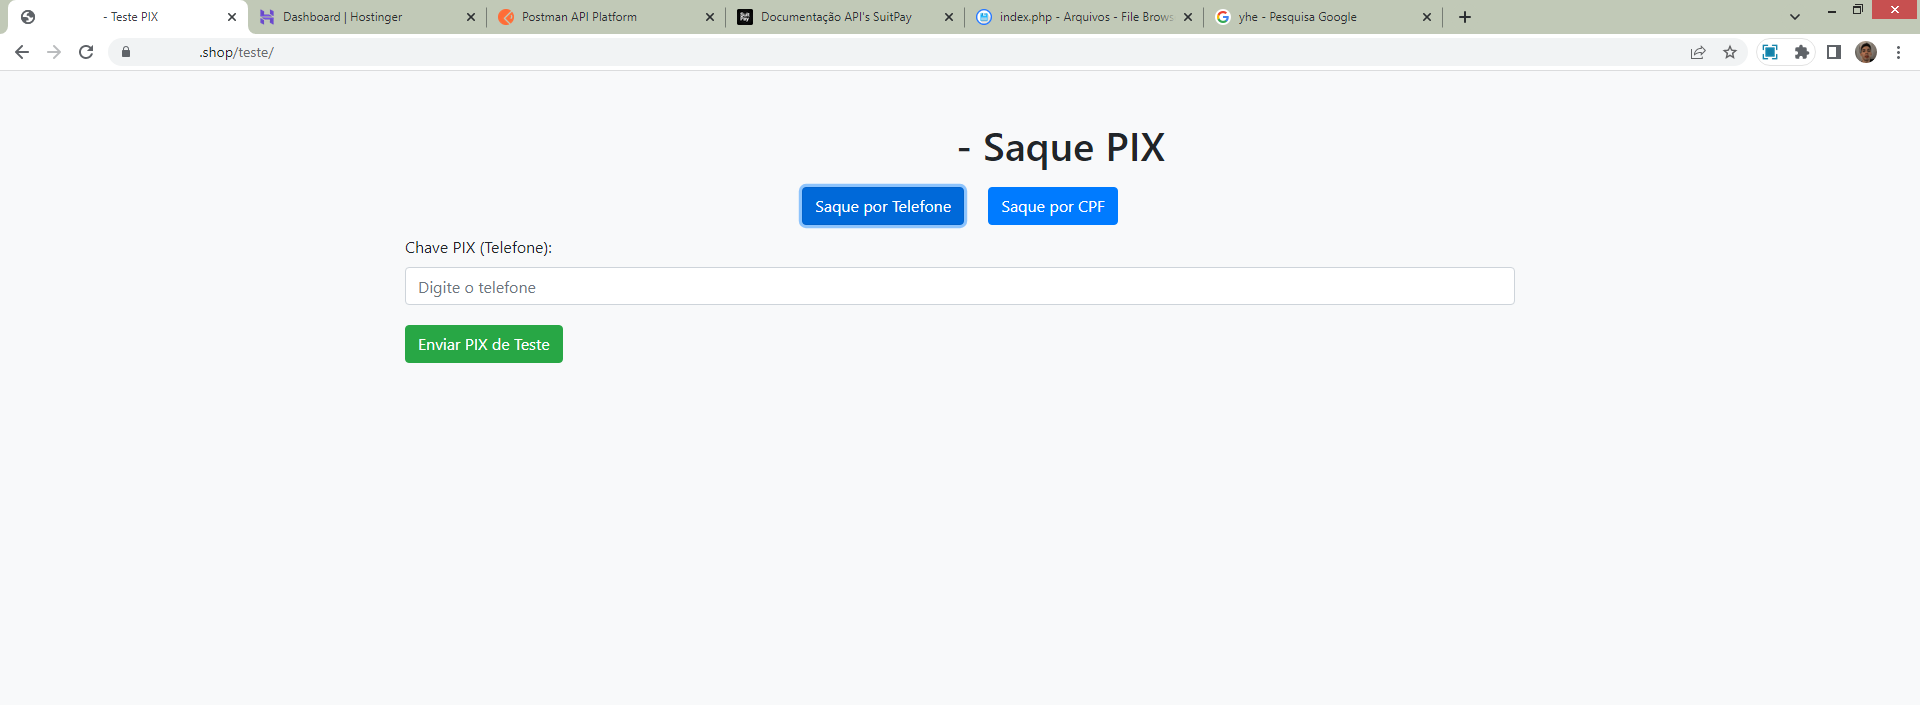 - Teste PIX
Dashboard | Hostinger
Postman API Platform
Documentação API's SuitPay
index.php - Arquivos - File Brows
yhe - Pesquisa Google
.shop/teste/
- Saque PIX
Saque por Telefone
Saque por CPF
Chave PIX (Telefone):
Digite o telefone
Enviar PIX de Teste